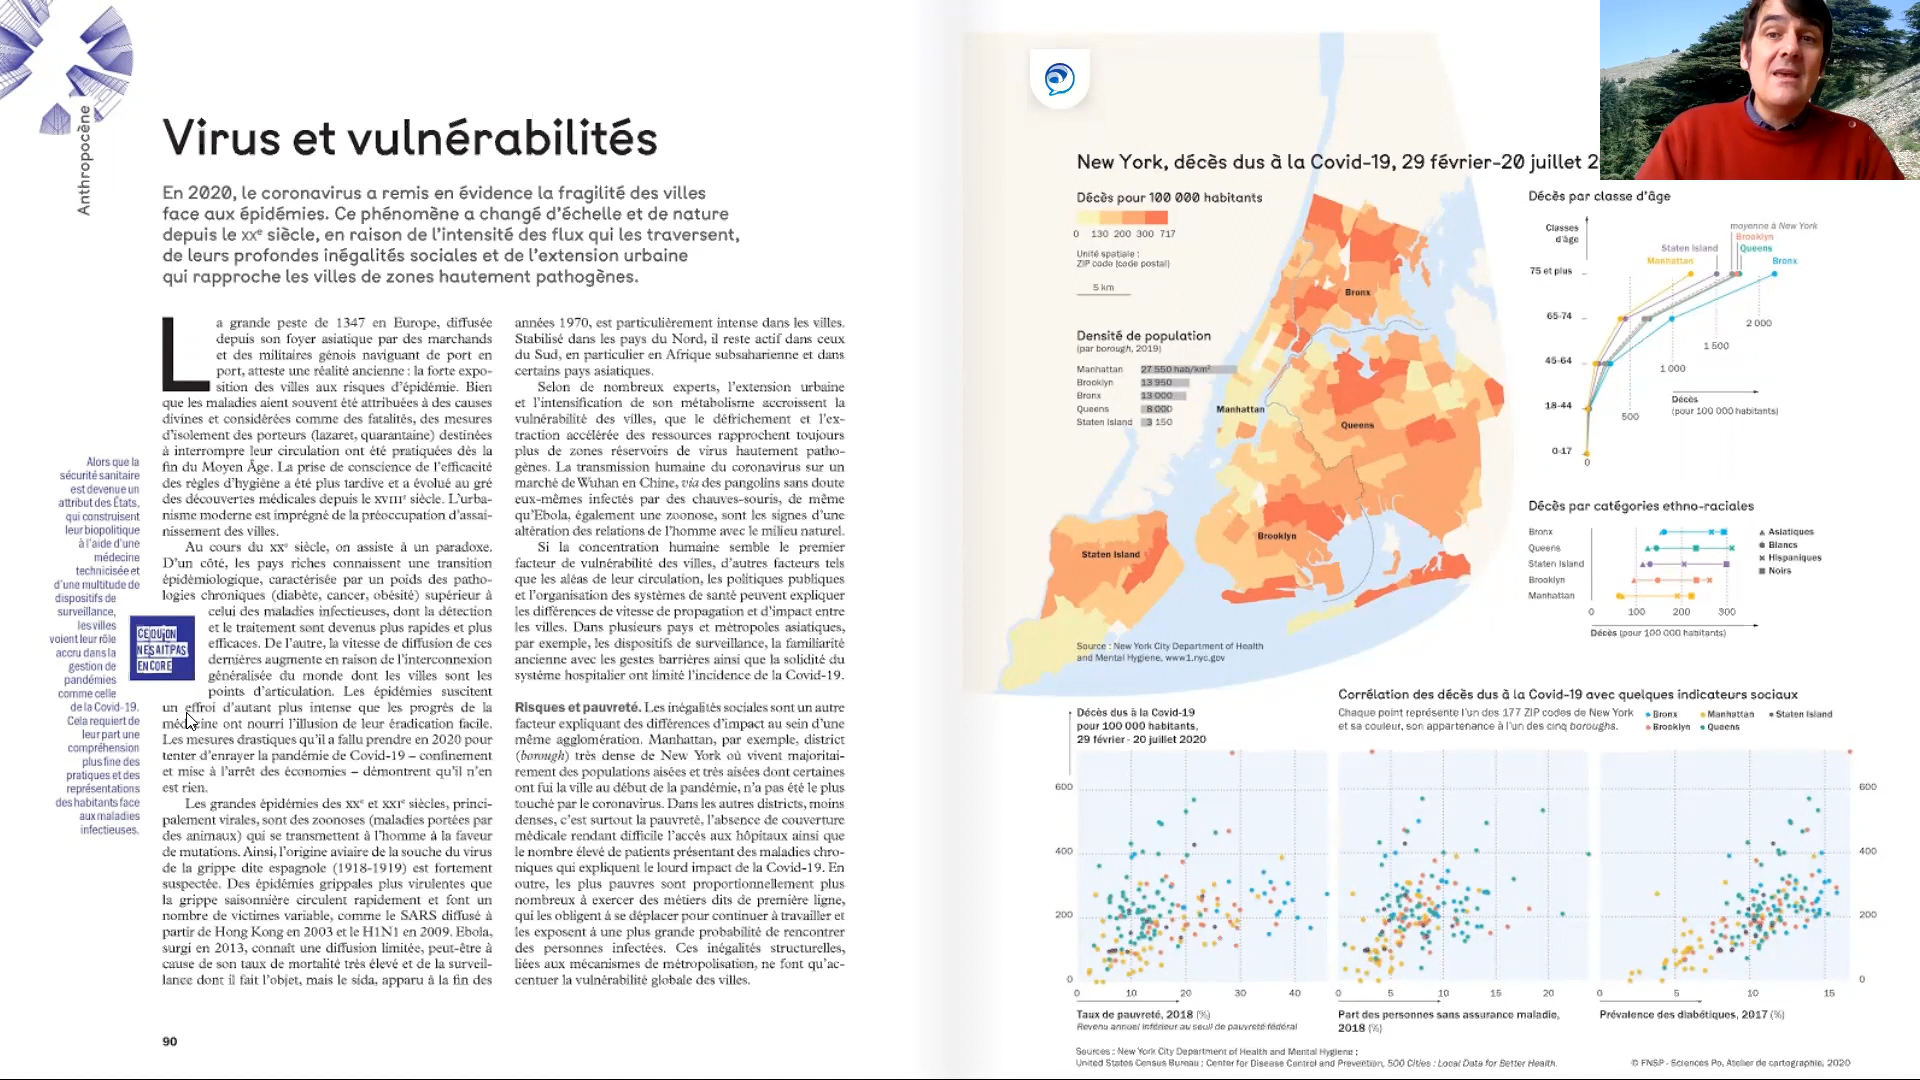 Anthropocène
Virus et vulnérabilités
En 2020, le coronavirus a remis en évidence la fragilité des villes
face aux épidémies. Ce phénomène a changé d'échelle et de nature
depuis le XXe siècle, en raison de l'intensité des flux qui les traversent,
de leurs profondes inégalités sociales et de l'extension urbaine
qui rapproche les villes de zones hautement pathogènes.
La grande peste de 1347 en Europe, diffusée
depuis son foyer asiatique par des marchands
et des militaires génois naviguant de port en
port, atteste une réalité ancienne : la forte expo-
sition des villes aux risques d'épidémie. Bien
que les maladies aient souvent été attribuées à des causes
divines et considérées comme des fatalités, des mesures
d'isolement des porteurs (lazaret, quarantaine) destinées
à interrompre leur circulation ont été pratiquées dès la
fin du Moyen Âge. La prise de conscience de l'efficacité
des règles d'hygiène a été plus tardive et a évolué au gré
des découvertes médicales depuis le XVIIIe siècle. L'urba-
nisme moderne est imprégné de la préoccupation d'assai-
nissement des villes.
Au cours du XXe siècle, on assiste à un paradoxe.
D'un côté, les pays riches connaissent une transition
épidémiologique, caractérisée par un poids des patho-
logies chroniques (diabète, cancer, obésité) supérieur à
celui des maladies infectieuses, dont la détection
et le traitement sont devenus plus rapides et plus
efficaces. De l'autre, la vitesse de diffusion de ces
dernières augmente en raison de l'interconnexion
généralisée du monde dont les villes sont les
points d'articulation. Les épidémies suscitent
un effroi d'autant plus intense que les progrès de la
médecine ont nourri l'illusion de leur éradication facile.
Les mesures drastiques qu'il a fallu prendre en 2020 pour
tenter d'enrayer la pandémie de Covid-19 – confinement
et mise à l'arrêt des économies – démontrent qu'il n'en
est rien.
Les grandes épidémies des XXe et XXIe siècles, princi-
palement virales, sont des zoonoses (maladies portées par
des animaux) qui se transmettent à l'homme à la faveur
de mutations. Ainsi, l'origine aviaire de la souche du virus
de la grippe dite espagnole (1918-1919) est fortement
suspectée. Des épidémies grippales plus virulentes que
la grippe saisonnière circulent rapidement et font un
nombre de victimes variable, comme le SARS diffusé à
partir de Hong Kong en 2003 et le H1N1 en 2009. Ebola,
surgi en 2013, connaît une diffusion limitée, peut-être à
cause de son taux de mortalité très élevé et de la surveil-
lance dont il fait l'objet, mais le sida, apparu à la fin des
Alors que la
sécurité sanitaire
est devenue un
attribut des États,
qui construisent
leur biopolitique
à l'aide d'une
médecine
technicisée et
d'une multitude de
dispositifs de
surveillance,
les villes
voient leur rôle
accru dans la
gestion de
pandémies
comme celle
de la Covid-19.
Cela requiert de
leur part une
compréhension
plus fine des
pratiques et des
représentations
des habitants face
aux maladies
infectieuses.
CE QU'ON
NE SAIT PAS
ENCORE
années 1970, est particulièrement intense dans les villes.
Stabilisé dans les pays du Nord, il reste actif dans ceux
du Sud, en particulier en Afrique subsaharienne et dans
certains pays asiatiques.
Selon de nombreux experts, l'extension urbaine
et l'intensification de son métabolisme accroissent la
vulnérabilité des villes, que le défrichement et l'ex-
traction accélérée des ressources rapprochent toujours
plus de zones réservoirs de virus hautement patho-
gènes. La transmission humaine du coronavirus sur un
marché de Wuhan en Chine, via des pangolins sans doute
eux-mêmes infectés par des chauves-souris, de même
qu'Ebola, également une zoonose, sont les signes d'une
altération des relations de l'homme avec le milieu naturel.
Si la concentration humaine semble le premier
facteur de vulnérabilité des villes, d'autres facteurs tels
que les aléas de leur circulation, les politiques publiques
et l'organisation des systèmes de santé peuvent expliquer
les différences de vitesse de propagation et d'impact entre
les villes. Dans plusieurs pays et métropoles asiatiques,
par exemple, les dispositifs de surveillance, la familiarité
ancienne avec les gestes barrières ainsi que la solidité du
système hospitalier ont limité l'incidence de la Covid-19.
Risques et pauvreté. Les inégalités sociales sont un autre
facteur expliquant des différences d'impact au sein d'une
même agglomération. Manhattan, par exemple, district
(borough) très dense de New York où vivent majoritai-
rement des populations aisées et très aisées dont certaines
ont fui la ville au début de la pandémie, n'a pas été le plus
touché par le coronavirus. Dans les autres districts, moins
denses, c'est surtout la pauvreté, l'absence de couverture
médicale rendant difficile l'accès aux hôpitaux ainsi que
le nombre élevé de patients présentant des maladies chro-
niques qui expliquent le lourd impact de la Covid-19. En
outre, les plus pauvres sont proportionnellement plus
nombreux à exercer des métiers dits de première ligne,
qui les obligent à se déplacer pour continuer à travailler et
les exposent à une plus grande probabilité de rencontrer
des personnes infectées. Ces inégalités structurelles,
liées aux mécanismes de métropolisation, ne font qu'ac-
centuer la vulnérabilité globale des villes.
90
New York, décès dus à la Covid-19, 29 février-20 juillet 2
Décès pour 100 000 habitants
0 130 200 300 717
Unité spatiale :
ZIP code (code postal)
5 km
Densité de population
(par borough, 2019)
Manhattan 27 550 hab/km²
Brooklyn 13 950
Bronx 13 000
Queens 8 000
Staten Island 3 150
Bronx
Manhattan
Queens
Brooklyn
Staten Island
Source : New York City Department of Health
and Mental Hygiene, www1.nyc.gov
Décès par classe d'âge
Classes
d'âge
moyenne à New York
Brooklyn
Staten Island Queens
Manhattan Bronx
75 et plus
65-74
45-64
18-44
0-17
0
500
1 000
1 500
2 000
Décès
(pour 100 000 habitants)
Décès par catégories ethno-raciales
Bronx
Queens
Staten Island
Brooklyn
Manhattan
Asiatiques
Blancs
Hispaniques
Noirs
0 100 200 300
Décès (pour 100 000 habitants)
Corrélation des décès dus à la Covid-19 avec quelques indicateurs sociaux
Chaque point représente l'un des 177 ZIP codes de New York
et sa couleur, son appartenance à l'un des cinq boroughs.
Bronx Manhattan Staten Island
Brooklyn Queens
Décès dus à la Covid-19
pour 100 000 habitants,
29 février - 20 juillet 2020
600 600
400 400
200 200
0 0
0 10 20 30 40
0 5 10 15 20
0 5 10 15
Taux de pauvreté, 2018 (%)
Revenu annuel inférieur au seuil de pauvreté fédéral
Part des personnes sans assurance maladie,
2018 (%)
Prévalence des diabétiques, 2017 (%)
Sources : New York City Department of Health and Mental Hygiene ;
United States Census Bureau ; Center for Disease Control and Prevention, 500 Cities : Local Data for Better Health.
© FNSP - Sciences Po, Atelier de cartographie, 2020